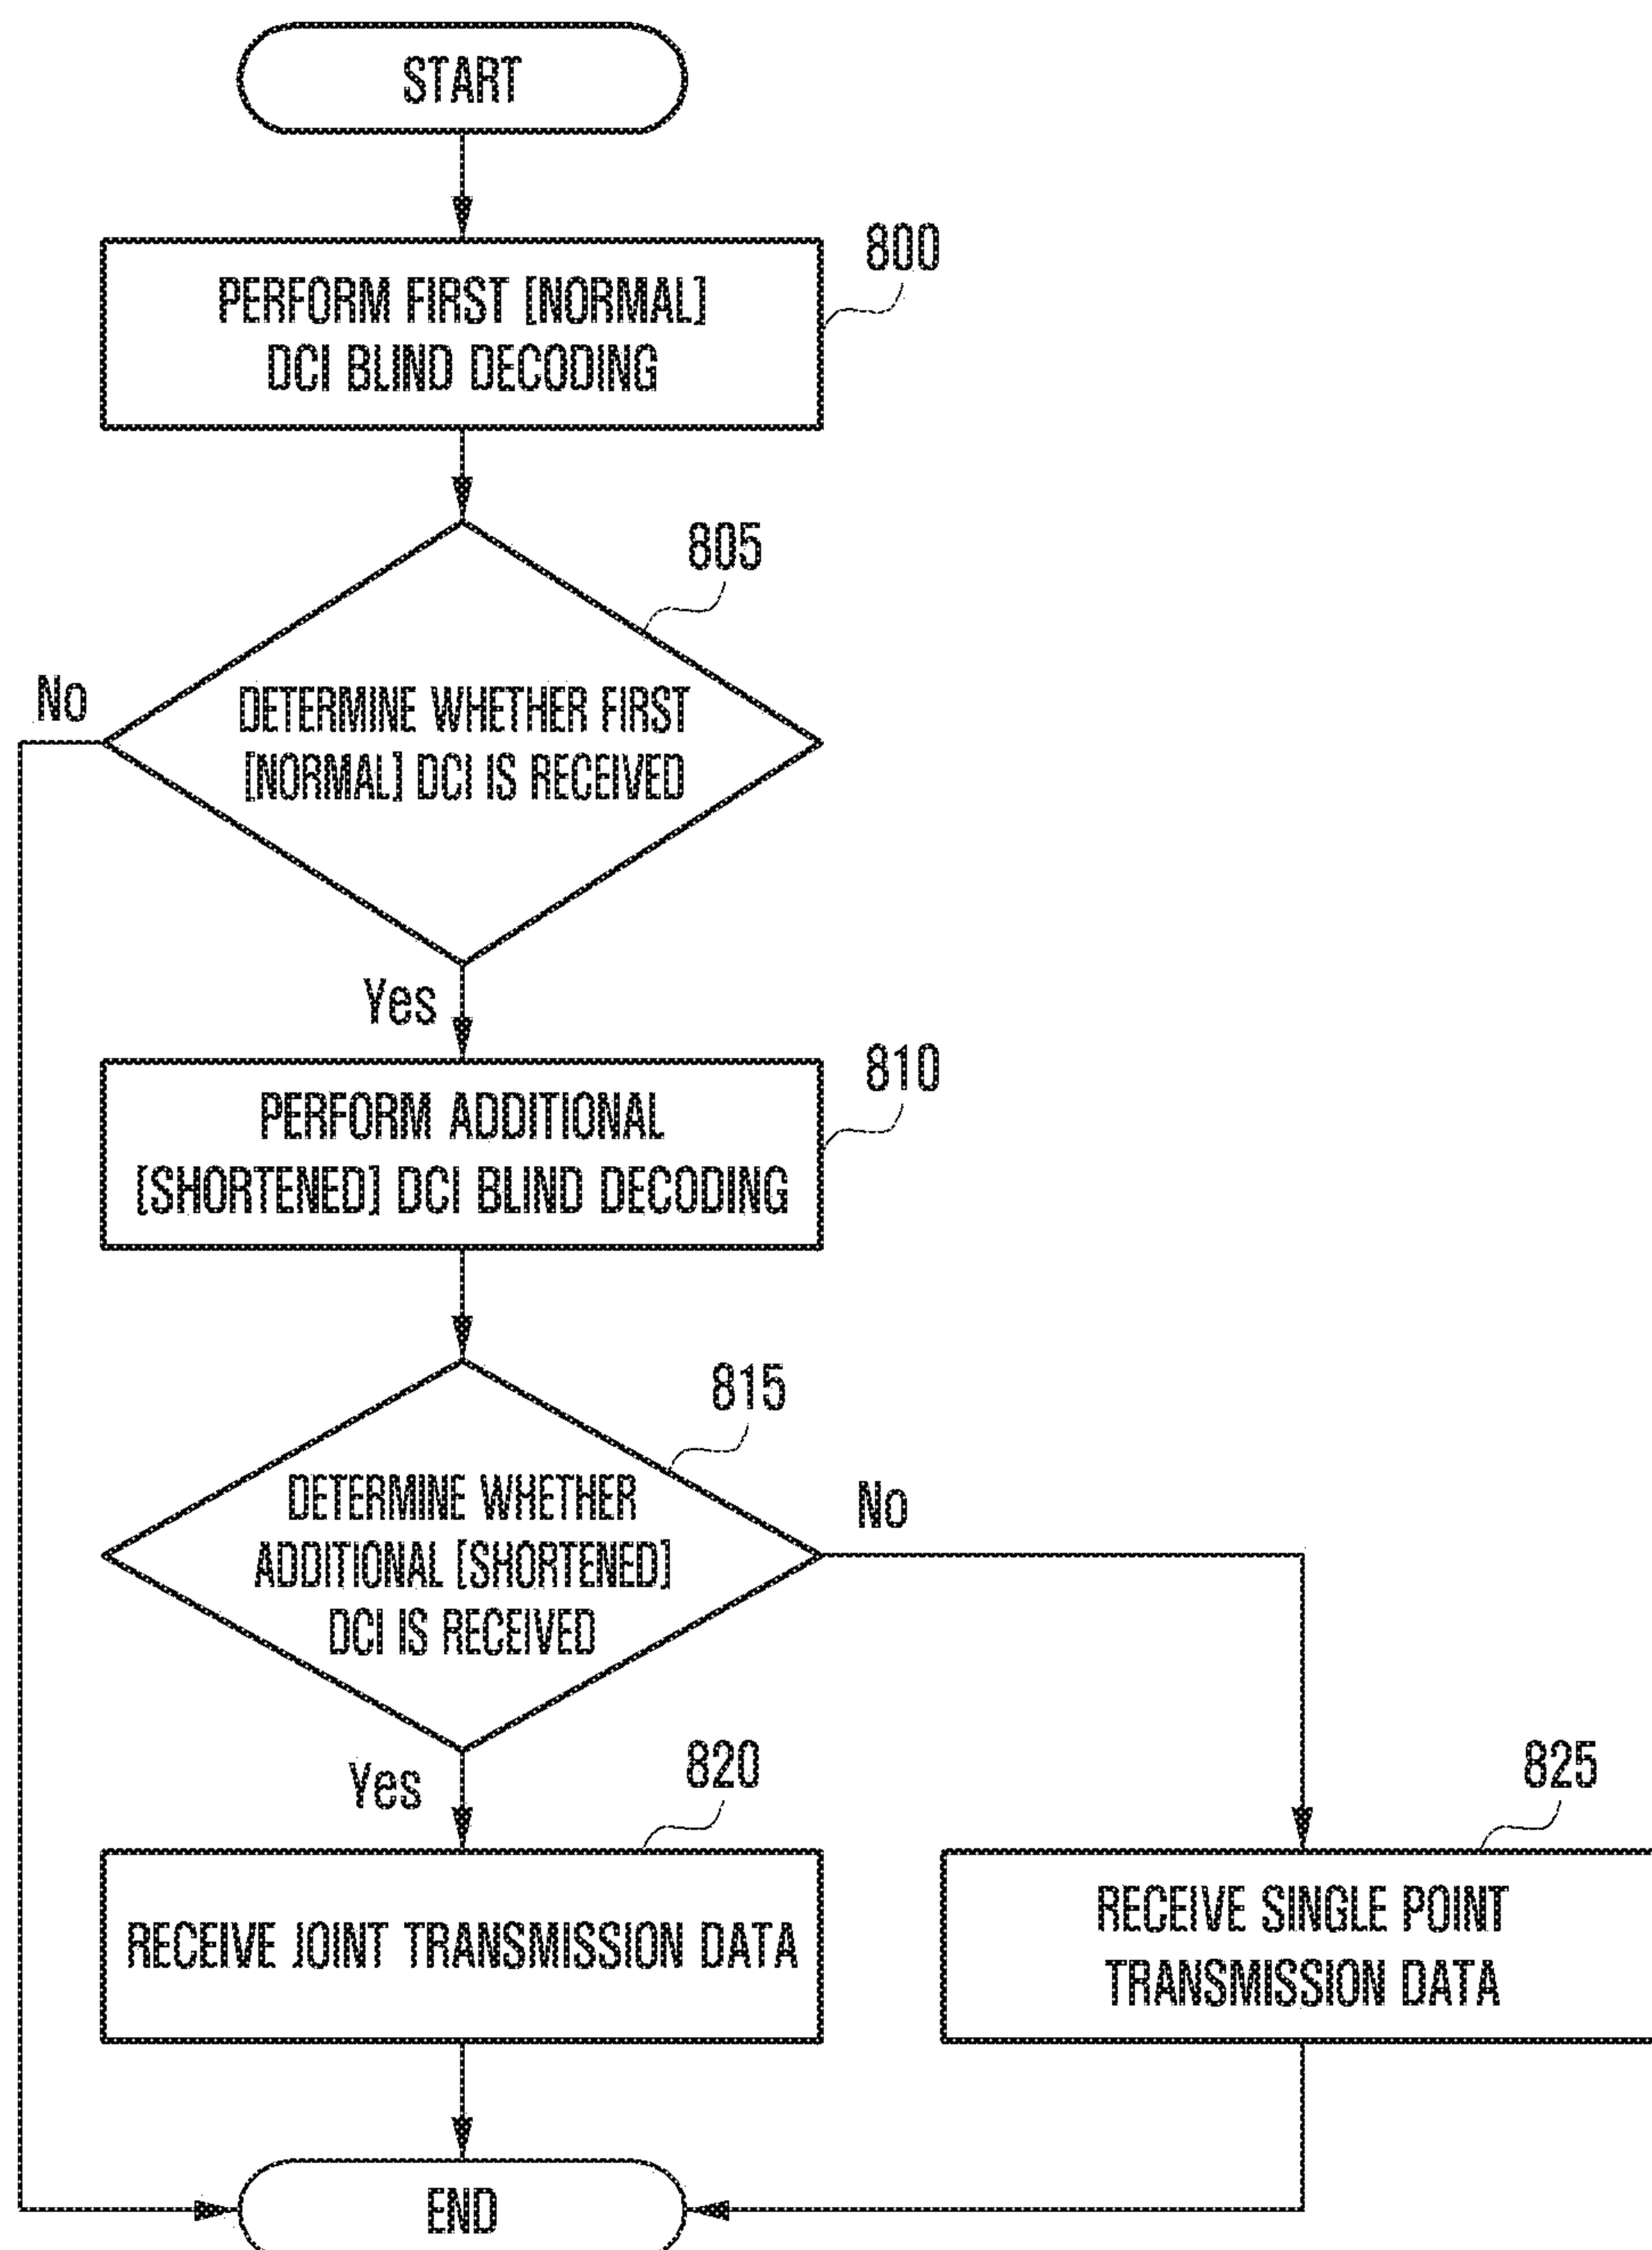 START
800
PERFORM FIRST [NORMAL]
DCI BLIND DECODING
805
No
DETERMINE WHETHER FIRST
[NORMAL] DCI IS RECEIVED
Yes
810
PERFORM ADDITIONAL
[SHORTENED] DCI BLIND DECODING
815
DETERMINE WHETHER
ADDITIONAL [SHORTENED]
DCI IS RECEIVED
No
Yes
820
RECEIVE JOINT TRANSMISSION DATA
825
RECEIVE SINGLE POINT
TRANSMISSION DATA
END